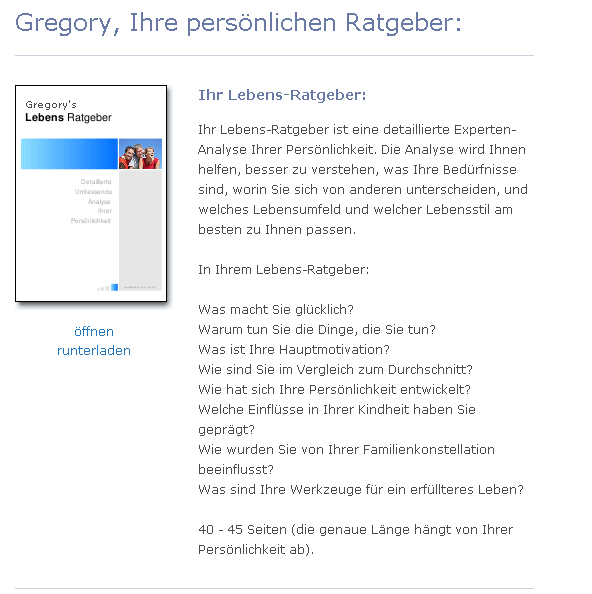 Gregory, Ihre persönlichen Ratgeber:
Gregory's
Lebens Ratgeber
Detaillierte
Umfassende
Analyse
Ihrer
Persönlichkeit
öffnen
runterladen
Ihr Lebens-Ratgeber:
Ihr Lebens-Ratgeber ist eine detaillierte Experten-
Analyse Ihrer Persönlichkeit. Die Analyse wird Ihnen
helfen, besser zu verstehen, was Ihre Bedürfnisse
sind, worin Sie sich von anderen unterscheiden, und
welches Lebensumfeld und welcher Lebensstil am
besten zu Ihnen passen.
In Ihrem Lebens-Ratgeber:
Was macht Sie glücklich?
Warum tun Sie die Dinge, die Sie tun?
Was ist Ihre Hauptmotivation?
Wie sind Sie im Vergleich zum Durchschnitt?
Wie hat sich Ihre Persönlichkeit entwickelt?
Welche Einflüsse in Ihrer Kindheit haben Sie
geprägt?
Wie wurden Sie von Ihrer Familienkonstellation
beeinflusst?
Was sind Ihre Werkzeuge für ein erfüllteres Leben?
40 - 45 Seiten (die genaue Länge hängt von Ihrer
Persönlichkeit ab).